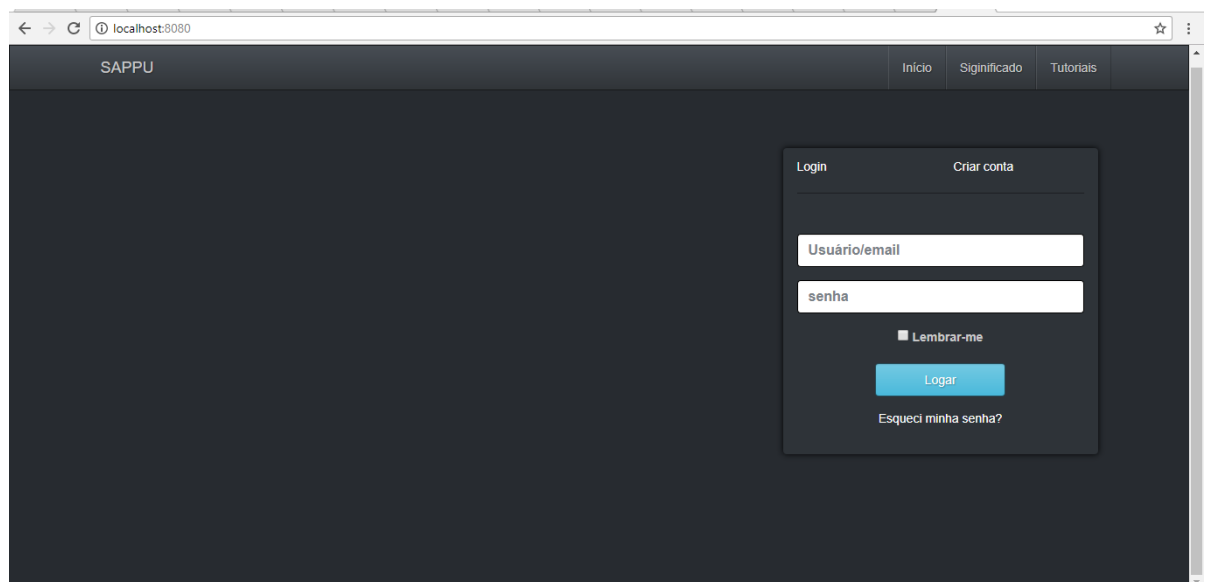 localhost:8080
SAPPU
Início Siginificado Tutoriais
Login Criar conta
Usuário/email
senha
Lembrar-me
Logar
Esqueci minha senha?